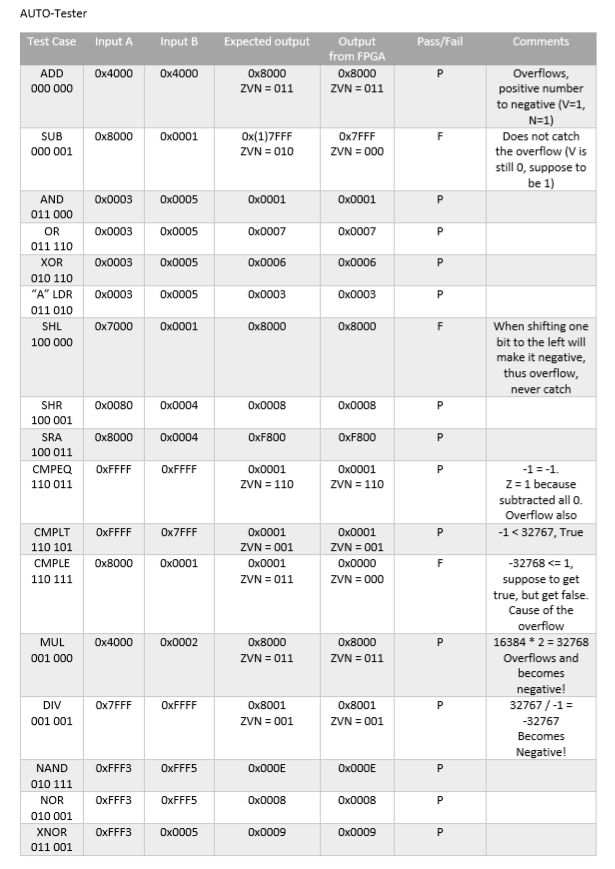 AUTO-Tester
Test Case Input A Input B Expected output Output Pass/Fail Comments
from FPGA
ADD 0x4000 0x4000 0x8000 0x8000 P Overflows,
000 000 ZVN = 011 ZVN = 011 positive number
to negative (V=1,
N=1)
SUB 0x8000 0x0001 0x(1)7FFF 0x7FFF F Does not catch
000 001 ZVN = 010 ZVN = 000 the overflow (V is
still 0, suppose to
be 1)
AND 0x0003 0x0005 0x0001 0x0001 P
011 000
OR 0x0003 0x0005 0x0007 0x0007 P
011 110
XOR 0x0003 0x0005 0x0006 0x0006 P
010 110
"A" LDR 0x0003 0x0005 0x0003 0x0003 P
011 010
SHL 0x7000 0x0001 0x8000 0x8000 F When shifting one
100 000 bit to the left will
make it negative,
thus overflow,
never catch
SHR 0x0080 0x0004 0x0008 0x0008 P
100 001
SRA 0x8000 0x0004 0xF800 0xF800 P
100 011
CMPEQ 0xFFFF 0xFFFF 0x0001 0x0001 P -1 = -1.
110 011 ZVN = 110 ZVN = 110 Z = 1 because
subtracted all 0.
Overflow also
CMPLT 0xFFFF 0x7FFF 0x0001 0x0001 P -1 < 32767, True
110 101 ZVN = 001 ZVN = 001
CMPLE 0x8000 0x0001 0x0001 0x0000 F -32768 <= 1,
110 111 ZVN = 011 ZVN = 000 suppose to get
true, but get false.
Cause of the
overflow
MUL 0x4000 0x0002 0x8000 0x8000 P 16384 * 2 = 32768
001 000 ZVN = 011 ZVN = 011 Overflows and
becomes
negative!
DIV 0x7FFF 0xFFFF 0x8001 0x8001 P 32767 / -1 =
001 001 ZVN = 001 ZVN = 001 -32767
Becomes
Negative!
NAND 0xFFF3 0xFFF5 0x000E 0x000E P
010 111
NOR 0xFFF3 0xFFF5 0x0008 0x0008 P
010 001
XNOR 0xFFF3 0x0005 0x0009 0x0009 P
011 001